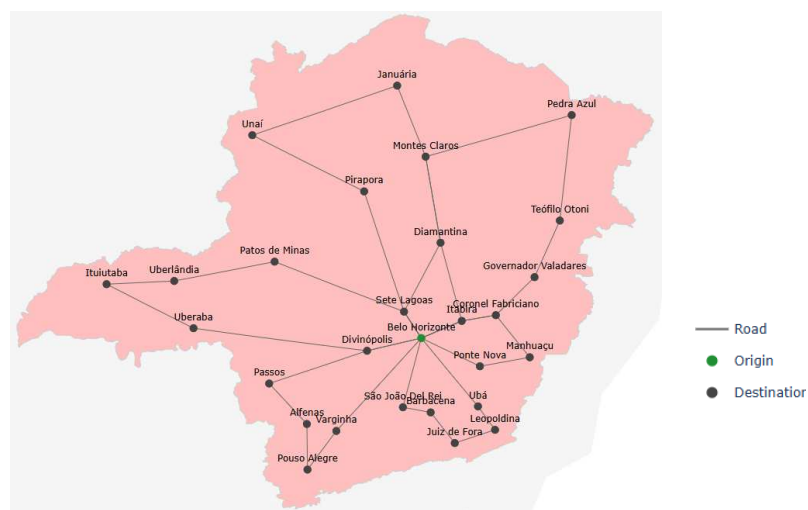 Januária
Pedra Azul
Unaí
Montes Claros
Pirapora
Teófilo Otoni
Diamantina
Patos de Minas
Governador Valadares
Ituiutaba
Uberlândia
Sete Lagoas
Coronel Fabriciano
Itabira
Uberaba
Belo Horizonte
Road
Divinópolis
Manhuaçu
Ponte Nova
Origin
Passos
São João Del Rei
Ubá
Destination
Barbacena
Alfenas
Varginha
Leopoldina
Juiz de Fora
Pouso Alegre